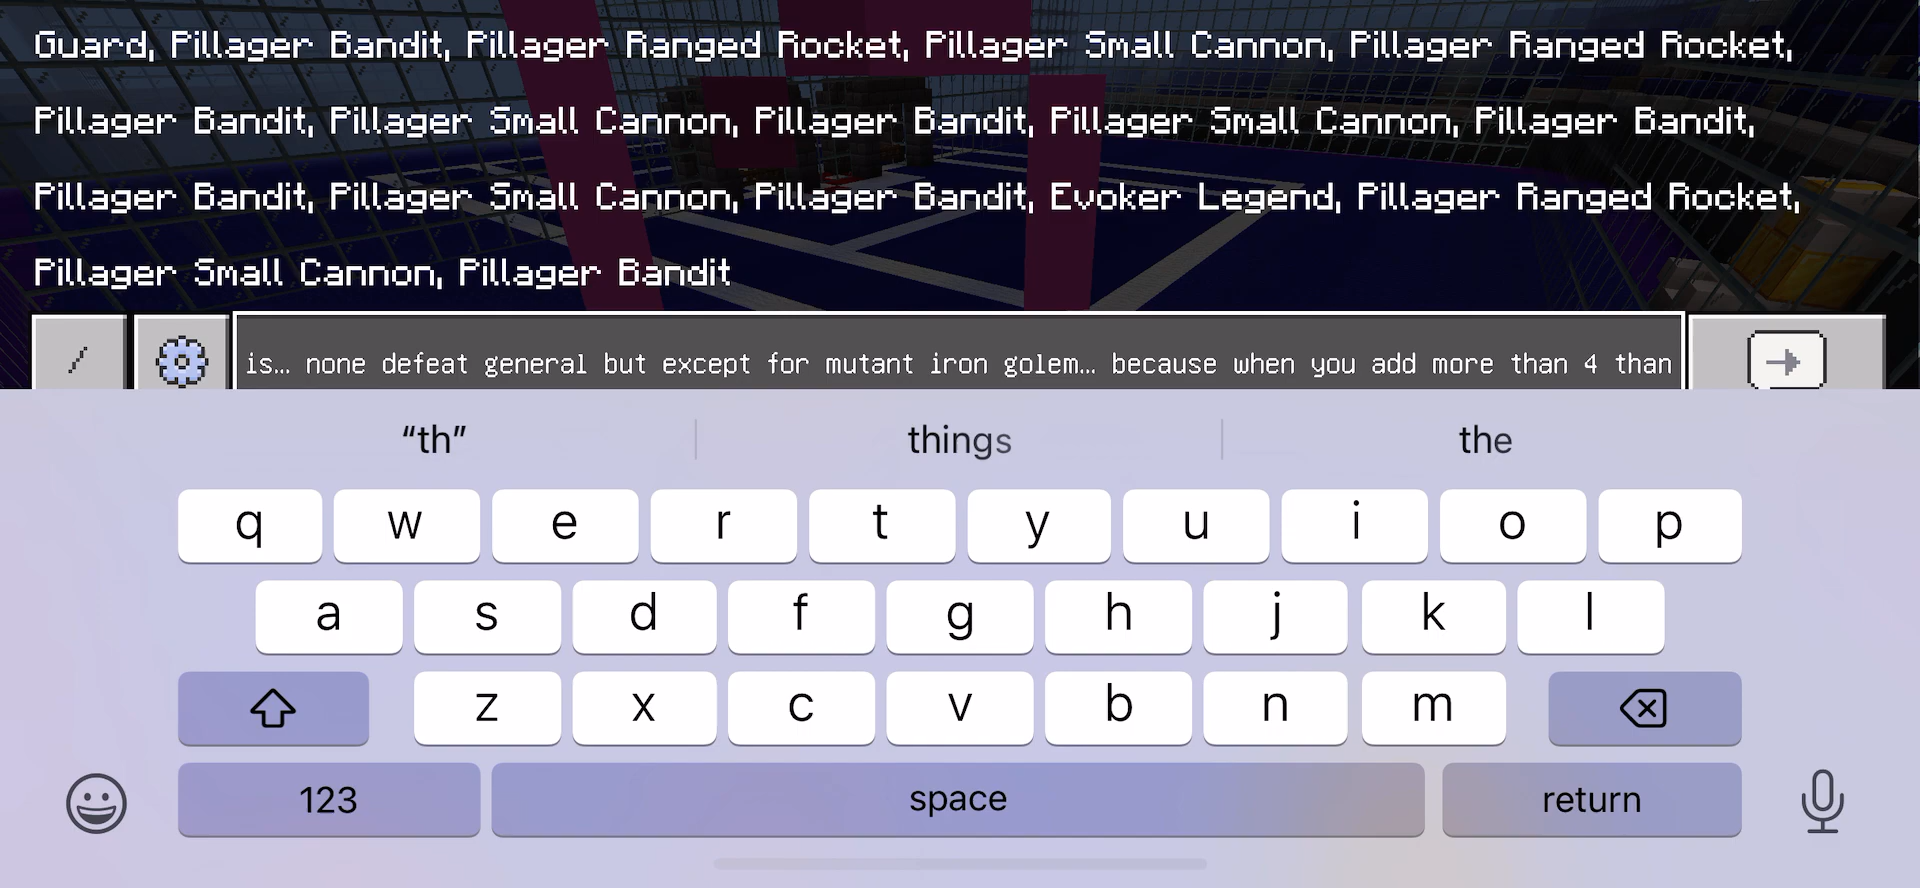 Guard, Pillager Bandit, Pillager Ranged Rocket, Pillager Small Cannon, Pillager Ranged Rocket,
Pillager Bandit, Pillager Small Cannon, Pillager Bandit, Pillager Small Cannon, Pillager Bandit,
Pillager Bandit, Pillager Small Cannon, Pillager Bandit, Evoker Legend, Pillager Ranged Rocket,
Pillager Small Cannon, Pillager Bandit
/ is... none defeat general but except for mutant iron golem... because when you add more than 4 than
“th” things the
q w e r t y u i o p
a s d f g h j k l
z x c v b n m
123 space return